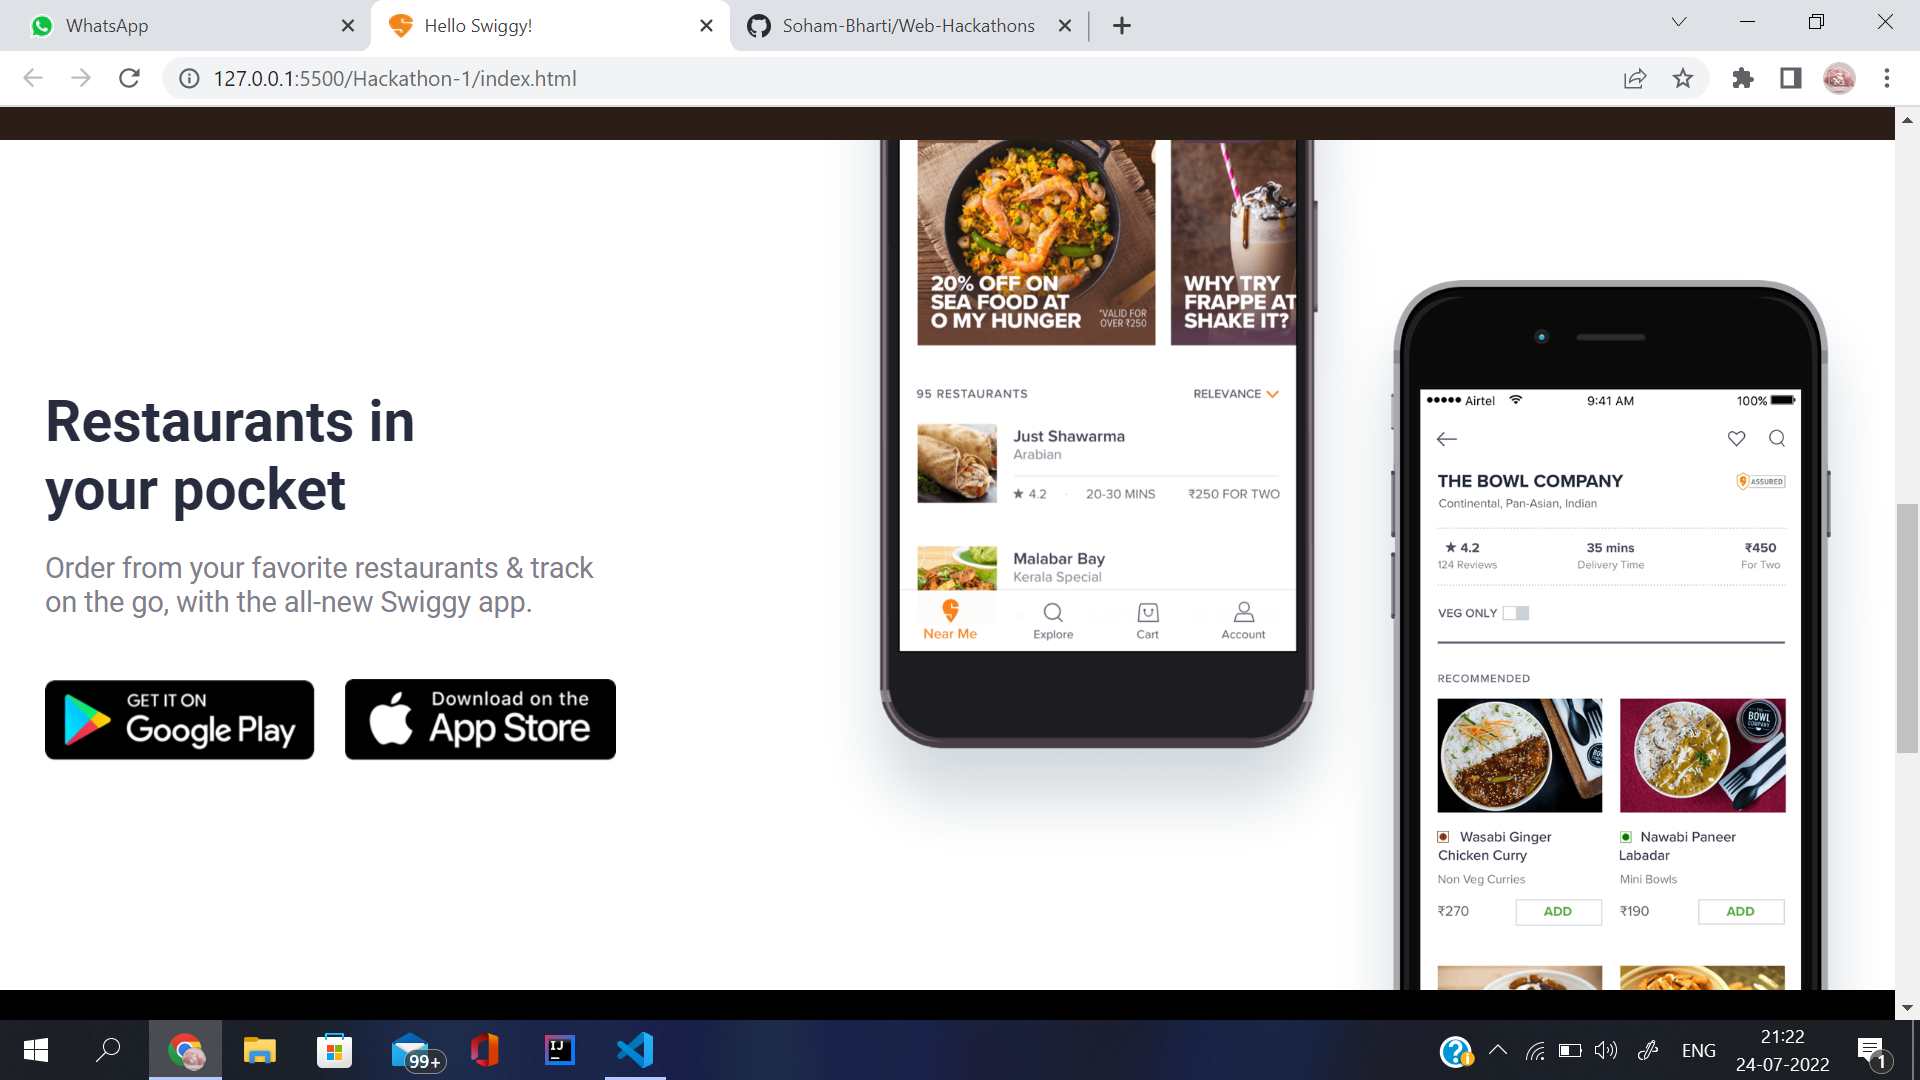 WhatsApp
Hello Swiggy!
Soham-Bharti/Web-Hackathons
127.0.0.1:5500/Hackathon-1/index.html
Restaurants in
your pocket
Order from your favorite restaurants & track
on the go, with the all-new Swiggy app.
GET IT ON
Google Play
Download on the
App Store
20% OFF ON
SEA FOOD AT
O MY HUNGER
*VALID FOR
OVER ₹250
WHY TRY
FRAPPE AT
SHAKE IT?
95 RESTAURANTS
RELEVANCE
Just Shawarma
Arabian
★ 4.2 · 20-30 MINS ₹250 FOR TWO
Malabar Bay
Kerala Special
Near Me
Explore
Cart
Account
Airtel 9:41 AM 100%
THE BOWL COMPANY
ASSURED
Continental, Pan-Asian, Indian
★ 4.2 35 mins ₹450
124 Reviews Delivery Time For Two
VEG ONLY
RECOMMENDED
THE
BOWL
COMPANY
Wasabi Ginger
Chicken Curry
Non Veg Curries
₹270 ADD
Nawabi Paneer
Labadar
Mini Bowls
₹190 ADD
99+
IJ
ENG
21:22
24-07-2022
1